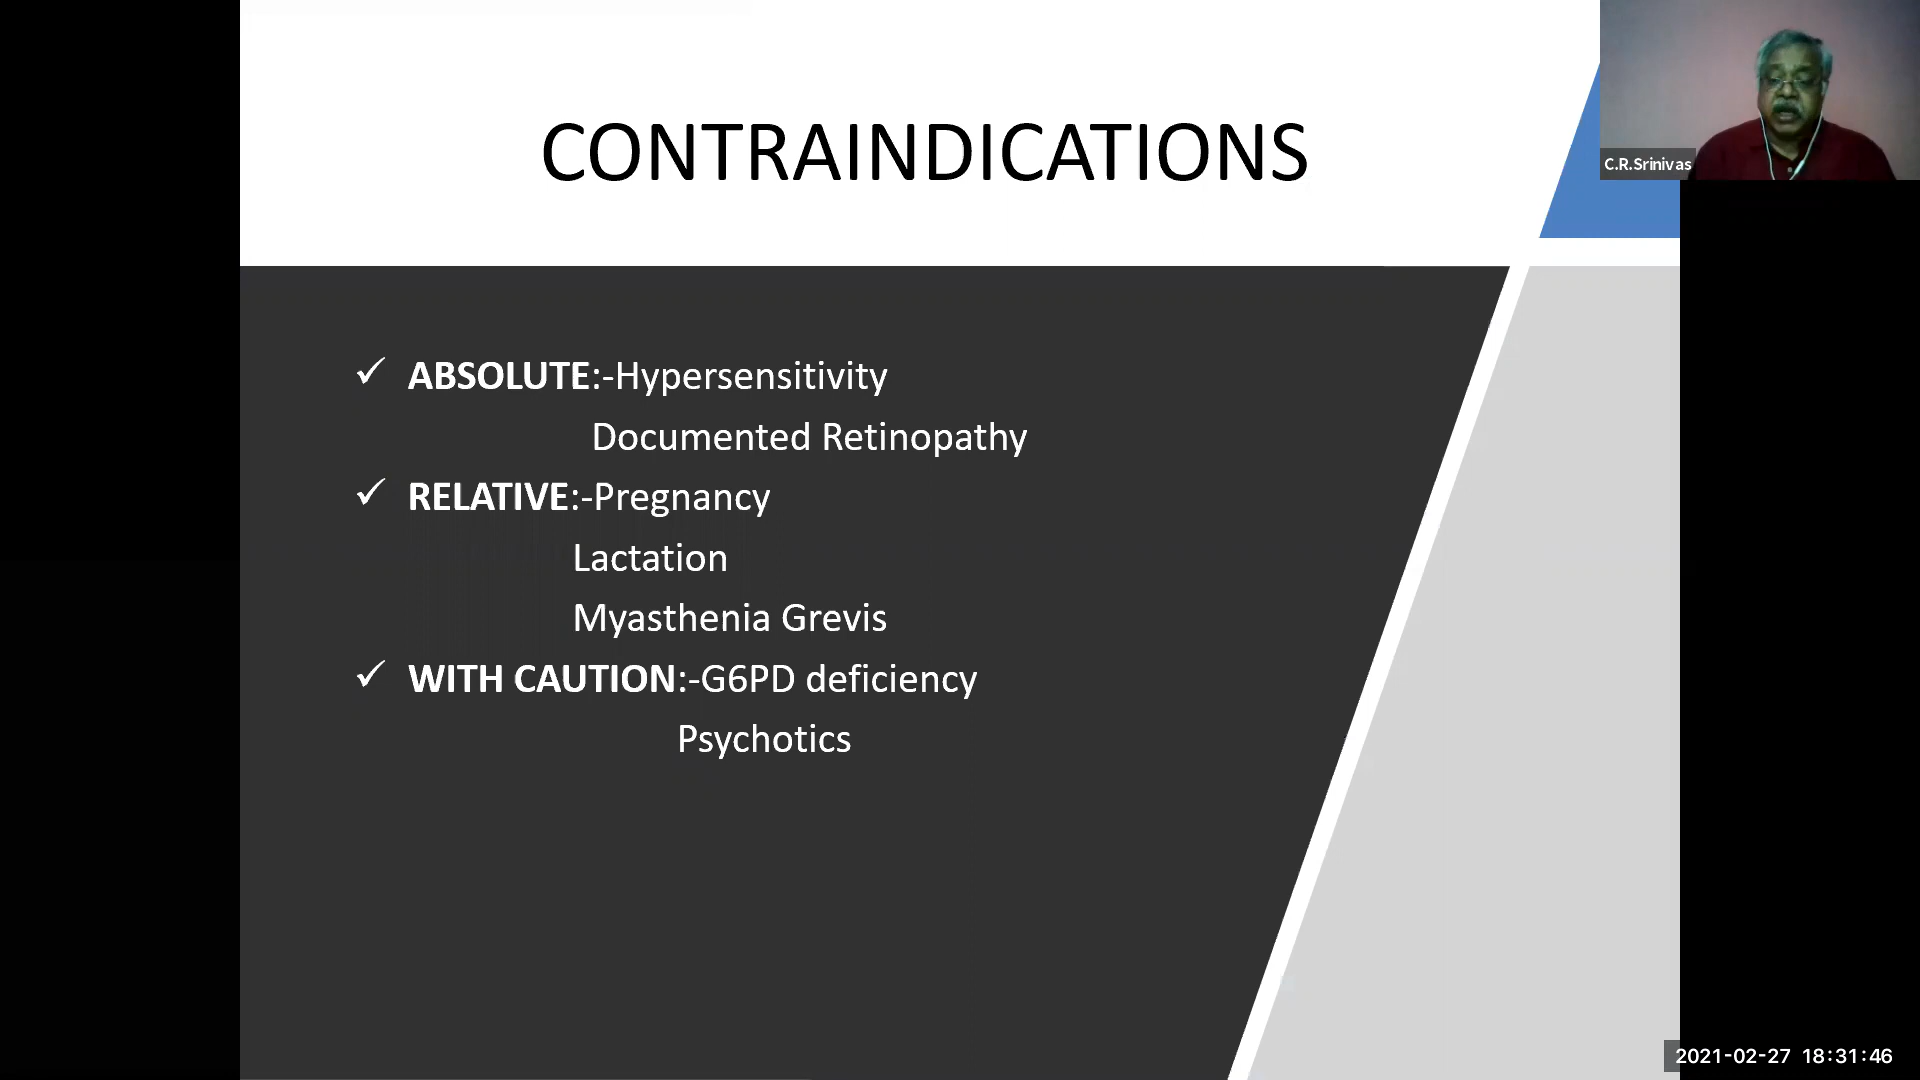 CONTRAINDICATIONS
C.R.Srinivas
✓ ABSOLUTE:-Hypersensitivity
Documented Retinopathy
✓ RELATIVE:-Pregnancy
Lactation
Myasthenia Grevis
✓ WITH CAUTION:-G6PD deficiency
Psychotics
2021-02-27 18:31:46